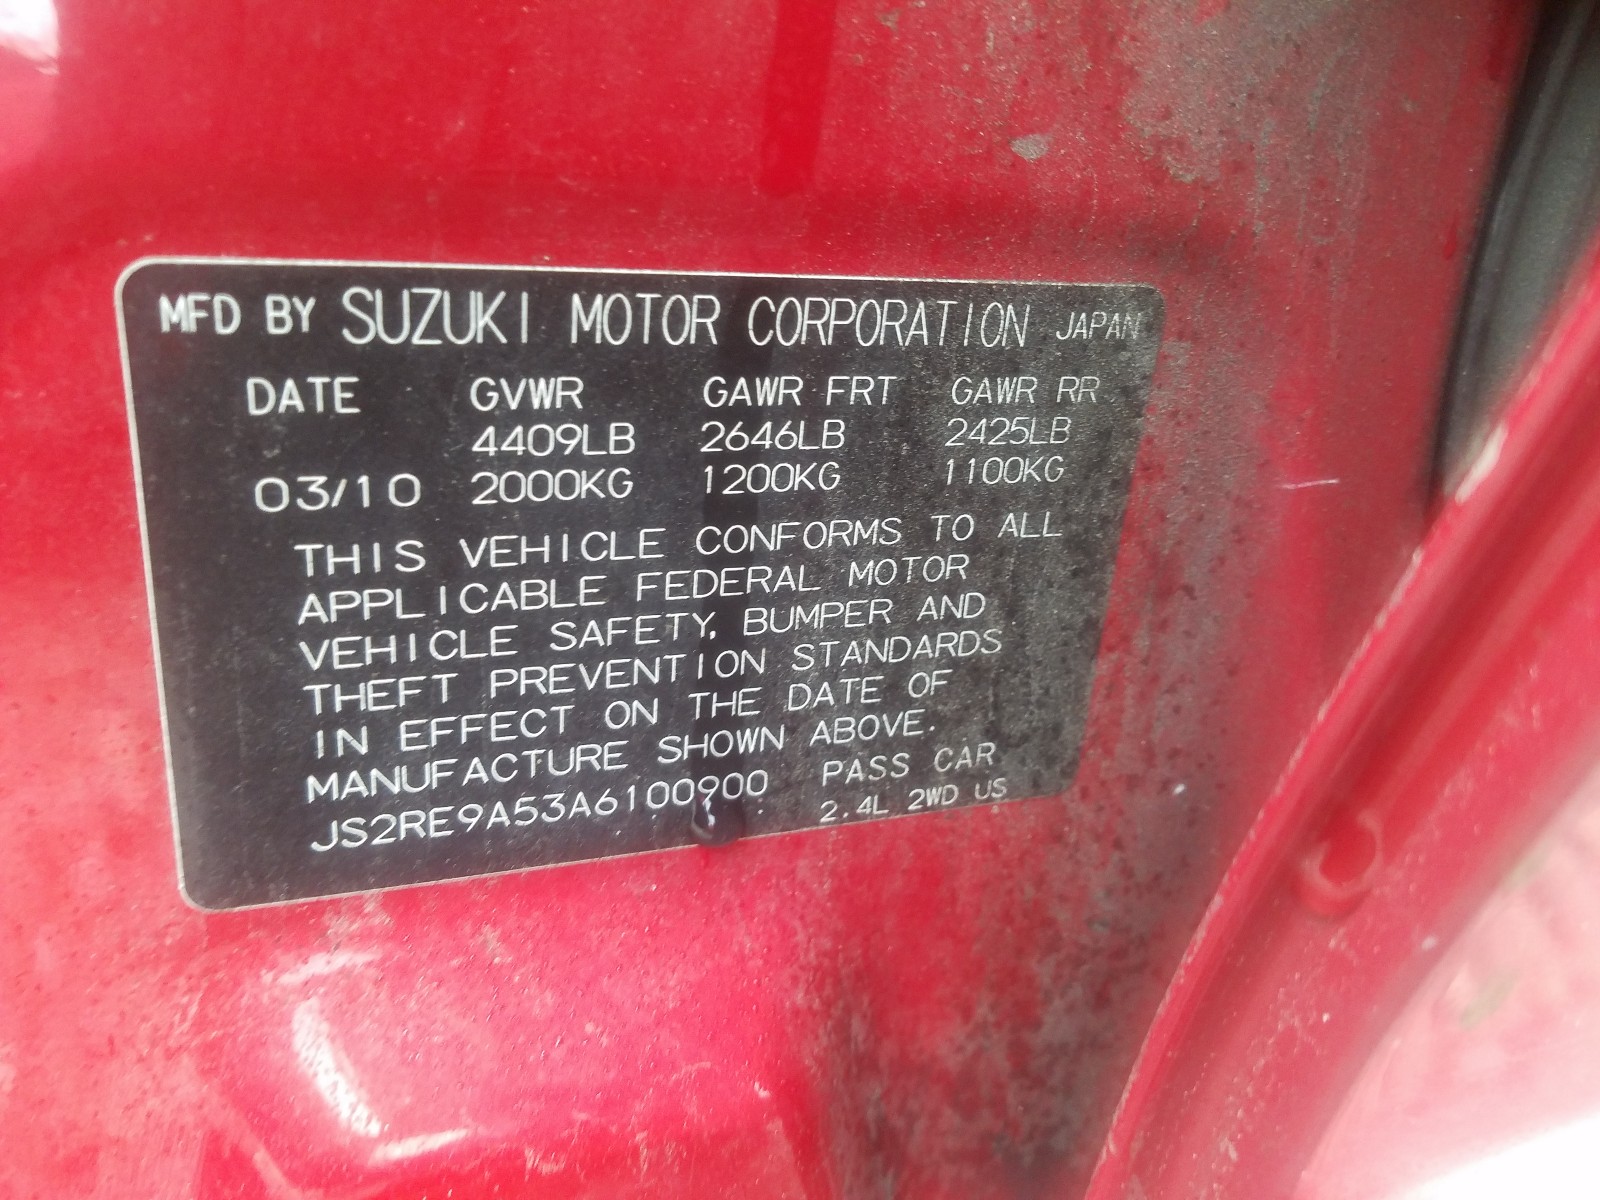 MFD BY SUZUKI MOTOR CORPORATION JAPAN
DATE GVWR GAWR FRT GAWR RR
4409LB 2646LB 2425LB
03/10 2000KG 1200KG 1100KG
THIS VEHICLE CONFORMS TO ALL
APPLICABLE FEDERAL MOTOR
VEHICLE SAFETY, BUMPER AND
THEFT PREVENTION STANDARDS
IN EFFECT ON THE DATE OF
MANUFACTURE SHOWN ABOVE.
JS2RE9A53A6100900 PASS CAR
2.4L 2WD US